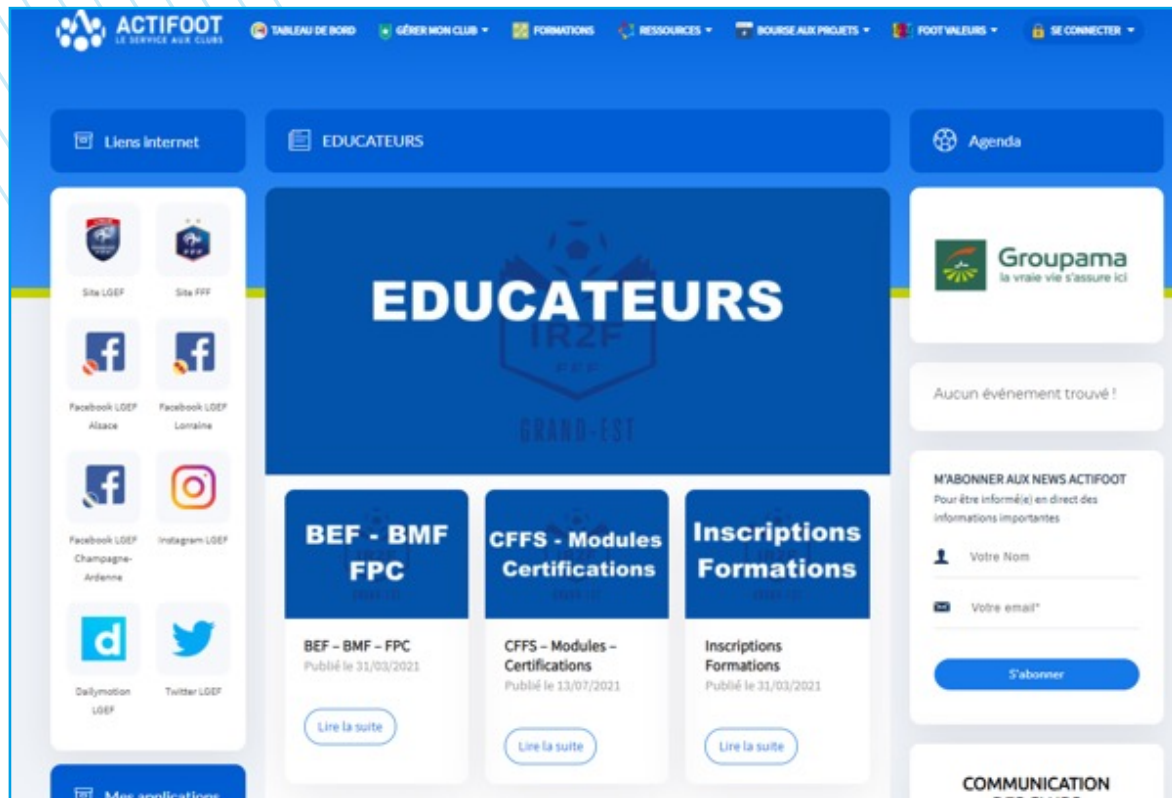 ACTIFOOT
LE SERVICE AUX CLUBS
TABLEAU DE BORD
GÉRER MON CLUB
FORMATIONS
RESSOURCES
BOURSE AUX PROJETS
FOOT VALEURS
SE CONNECTER
Liens internet
Site LGEF
Site FFF
Facebook LGEF
Alsace
Facebook LGEF
Lorraine
Facebook LGEF
Champagne-
Ardenne
Instagram LGEF
Dailymotion
LGEF
Twitter LGEF
Mes applications
EDUCATEURS
EDUCATEURS
IR2F
FFF
GRAND-EST
BEF - BMF
FPC
BEF – BMF – FPC
Publié le 31/03/2021
Lire la suite
CFFS - Modules
Certifications
CFFS – Modules –
Certifications
Publié le 13/07/2021
Lire la suite
Inscriptions
Formations
Inscriptions
Formations
Publié le 31/03/2021
Lire la suite
Agenda
Groupama
la vraie vie s'assure ici
Aucun événement trouvé !
M'ABONNER AUX NEWS ACTIFOOT
Pour être informé(e) en direct des
informations importantes
Votre Nom
Votre email*
S'abonner
COMMUNICATION
DES CLUBS